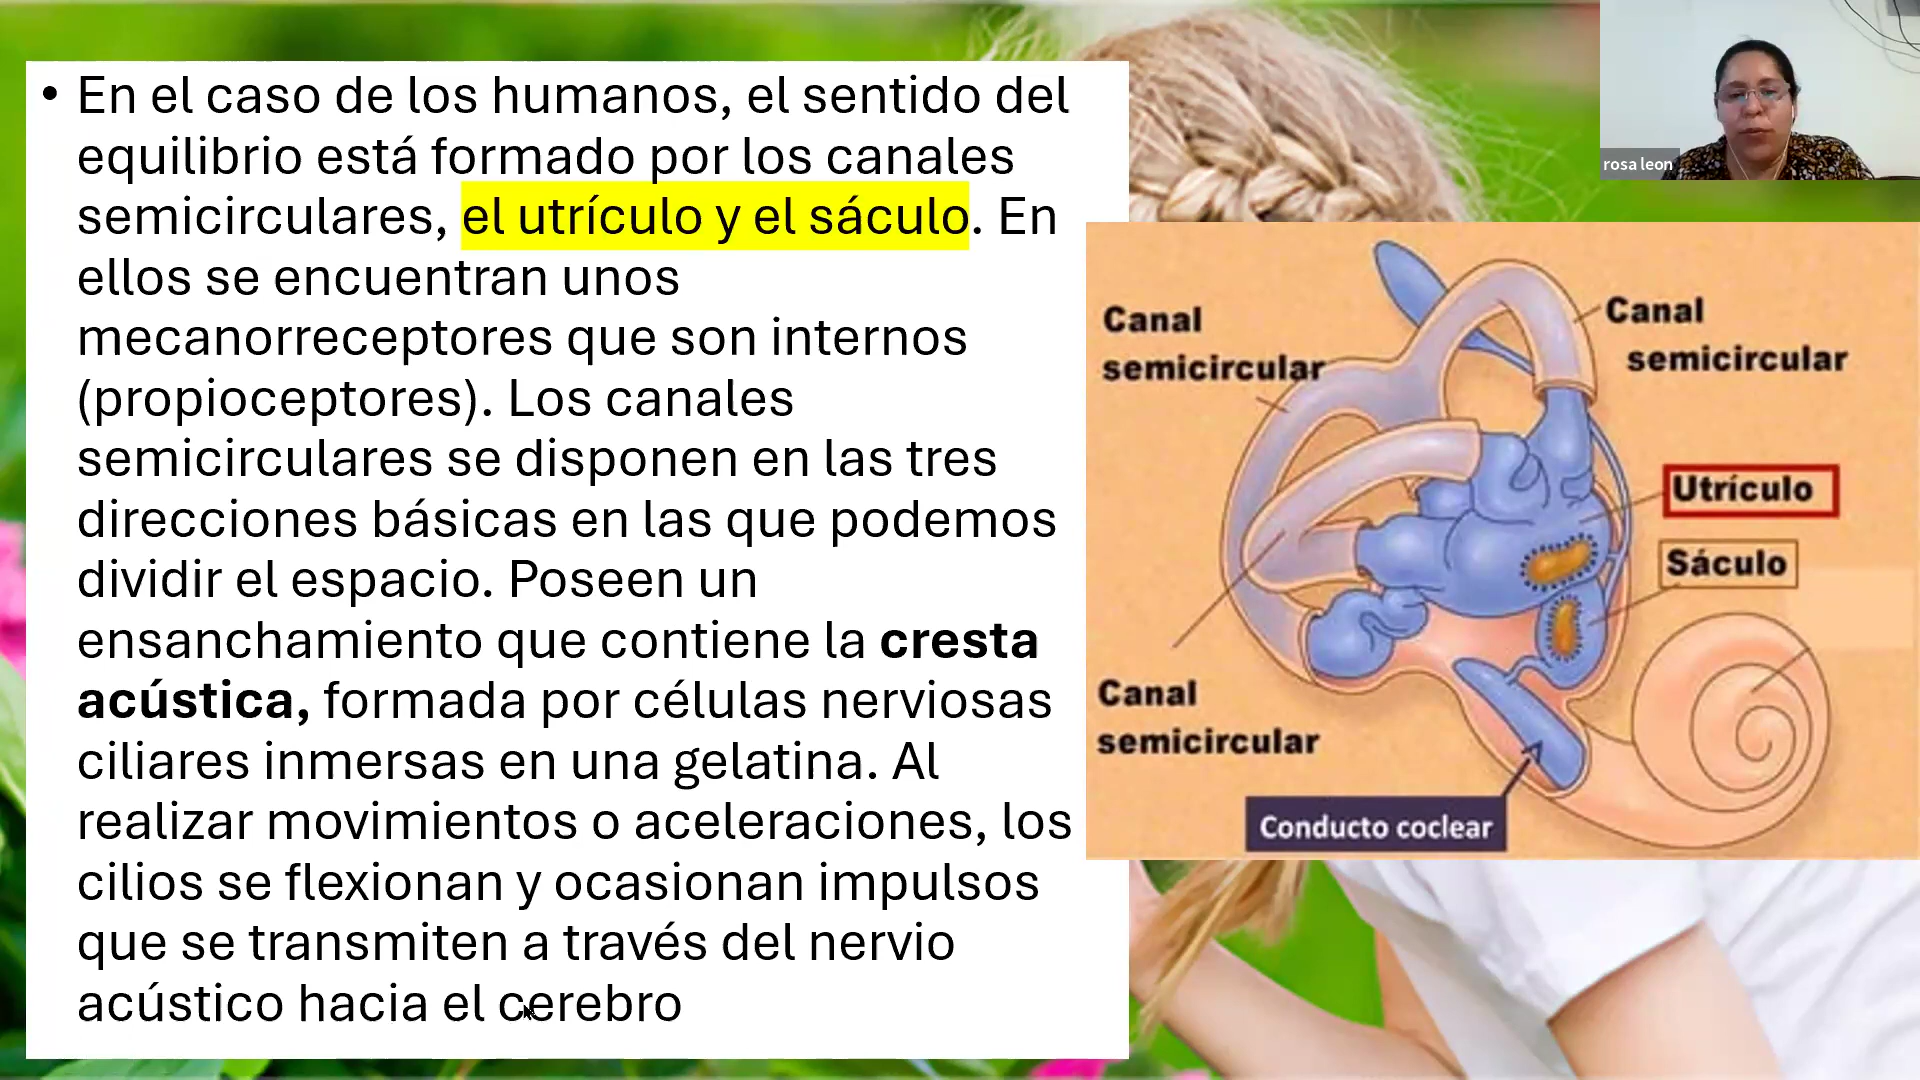 • En el caso de los humanos, el sentido del
equilibrio está formado por los canales
semicirculares, el utrículo y el sáculo. En
ellos se encuentran unos
mecanorreceptores que son internos
(propioceptores). Los canales
semicirculares se disponen en las tres
direcciones básicas en las que podemos
dividir el espacio. Poseen un
ensanchamiento que contiene la cresta
acústica, formada por células nerviosas
ciliares inmersas en una gelatina. Al
realizar movimientos o aceleraciones, los
cilios se flexionan y ocasionan impulsos
que se transmiten a través del nervio
acústico hacia el cerebro
rosa leon
Canal
semicircular
Canal
semicircular
Utrículo
Sáculo
Canal
semicircular
Conducto coclear